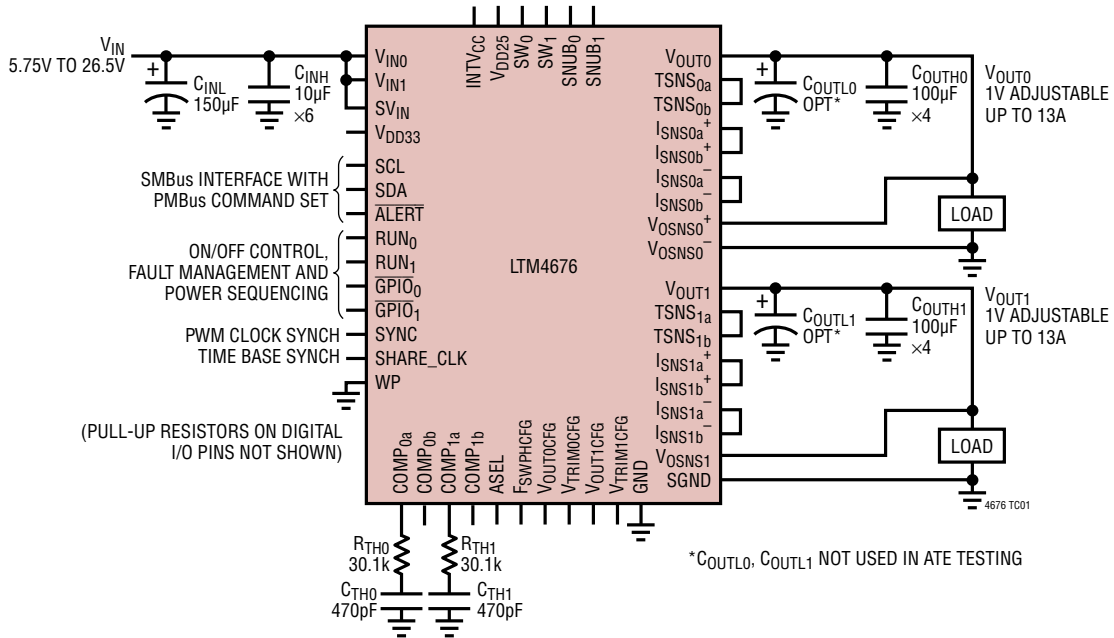 INTVCC
VDD25
SW0
SW1
SNUB0
SNUB1
VIN
5.75V TO 26.5V
+
CINL
150µF
CINH
10µF
×6
VIN0
VIN1
SVIN
VDD33
SCL
SDA
ALERT
RUN0
RUN1
GPIO0
GPIO1
SYNC
SHARE_CLK
WP
SMBus INTERFACE WITH
PMBus COMMAND SET
ON/OFF CONTROL,
FAULT MANAGEMENT AND
POWER SEQUENCING
PWM CLOCK SYNCH
TIME BASE SYNCH
(PULL-UP RESISTORS ON DIGITAL
I/O PINS NOT SHOWN)
LTM4676
VOUT0
TSNS0a
TSNS0b
ISNS0a+
ISNS0b+
ISNS0a–
ISNS0b–
VOSNS0+
VOSNS0–
VOUT1
TSNS1a
TSNS1b
ISNS1a+
ISNS1b+
ISNS1a–
ISNS1b–
VOSNS1
SGND
+
COUTL0
OPT*
COUTH0
100µF
×4
VOUT0
1V ADJUSTABLE
UP TO 13A
LOAD
+
COUTL1
OPT*
COUTH1
100µF
×4
VOUT1
1V ADJUSTABLE
UP TO 13A
LOAD
4676 TC01
COMP0a
COMP0b
COMP1a
COMP1b
ASEL
FSWPHCFG
VOUT0CFG
VTRIM0CFG
VOUT1CFG
VTRIM1CFG
GND
RTH0
30.1k
RTH1
30.1k
CTH0
470pF
CTH1
470pF
*COUTL0, COUTL1 NOT USED IN ATE TESTING